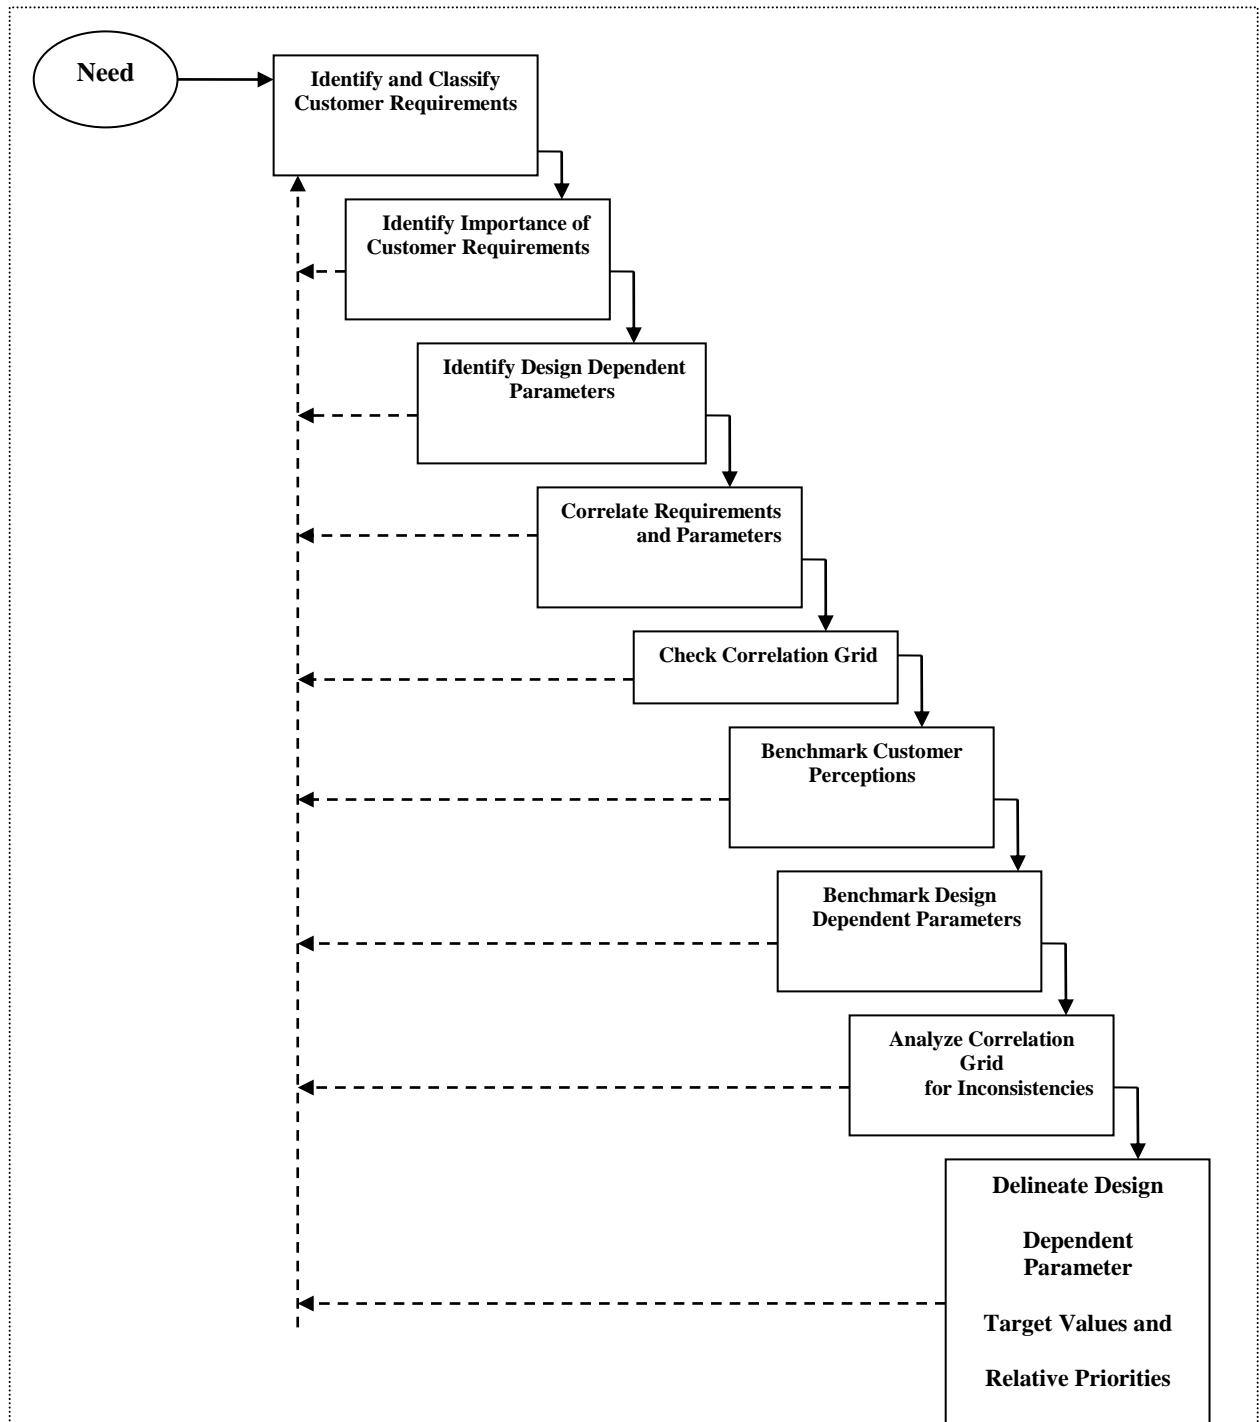 Need
Identify and Classify
Customer Requirements
Identify Importance of
Customer Requirements
Identify Design Dependent
Parameters
Correlate Requirements
and Parameters
Check Correlation Grid
Benchmark Customer
Perceptions
Benchmark Design
Dependent Parameters
Analyze Correlation
Grid
for Inconsistencies
Delineate Design
Dependent
Parameter
Target Values and
Relative Priorities